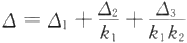 Δ = Δ₁ + Δ₂/k₁ + Δ₃/(k₁k₂)